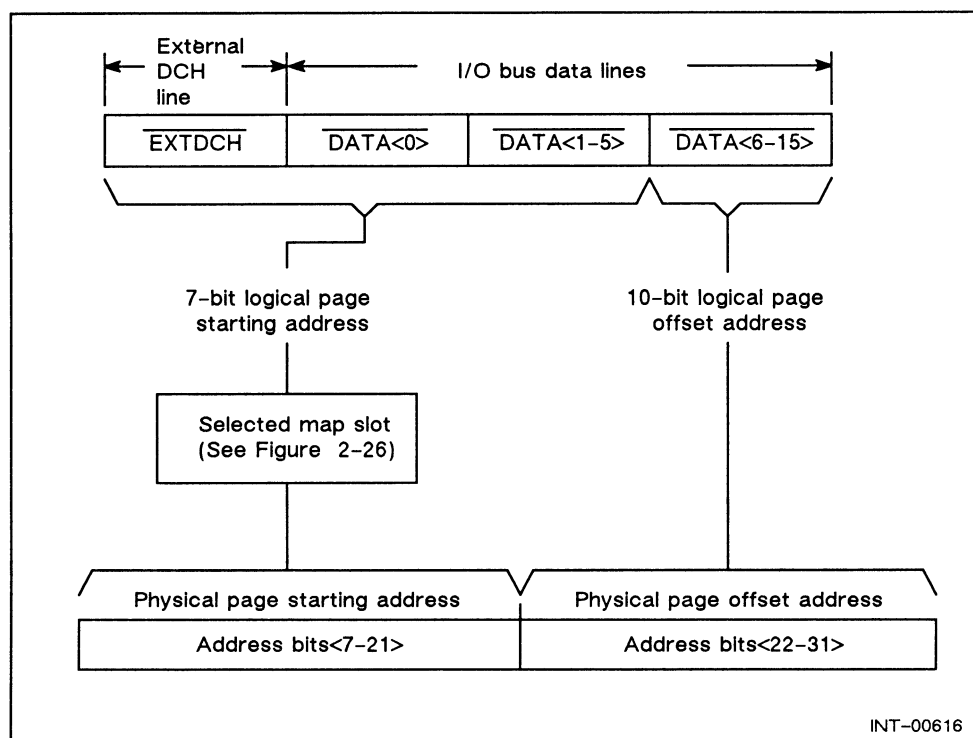 External
DCH
line
I/O bus data lines
EXTDCH
DATA<0>
DATA<1-5>
DATA<6-15>
7-bit logical page
starting address
10-bit logical page
offset address
Selected map slot
(See Figure 2-26)
Physical page starting address
Physical page offset address
Address bits<7-21>
Address bits<22-31>
INT-00616